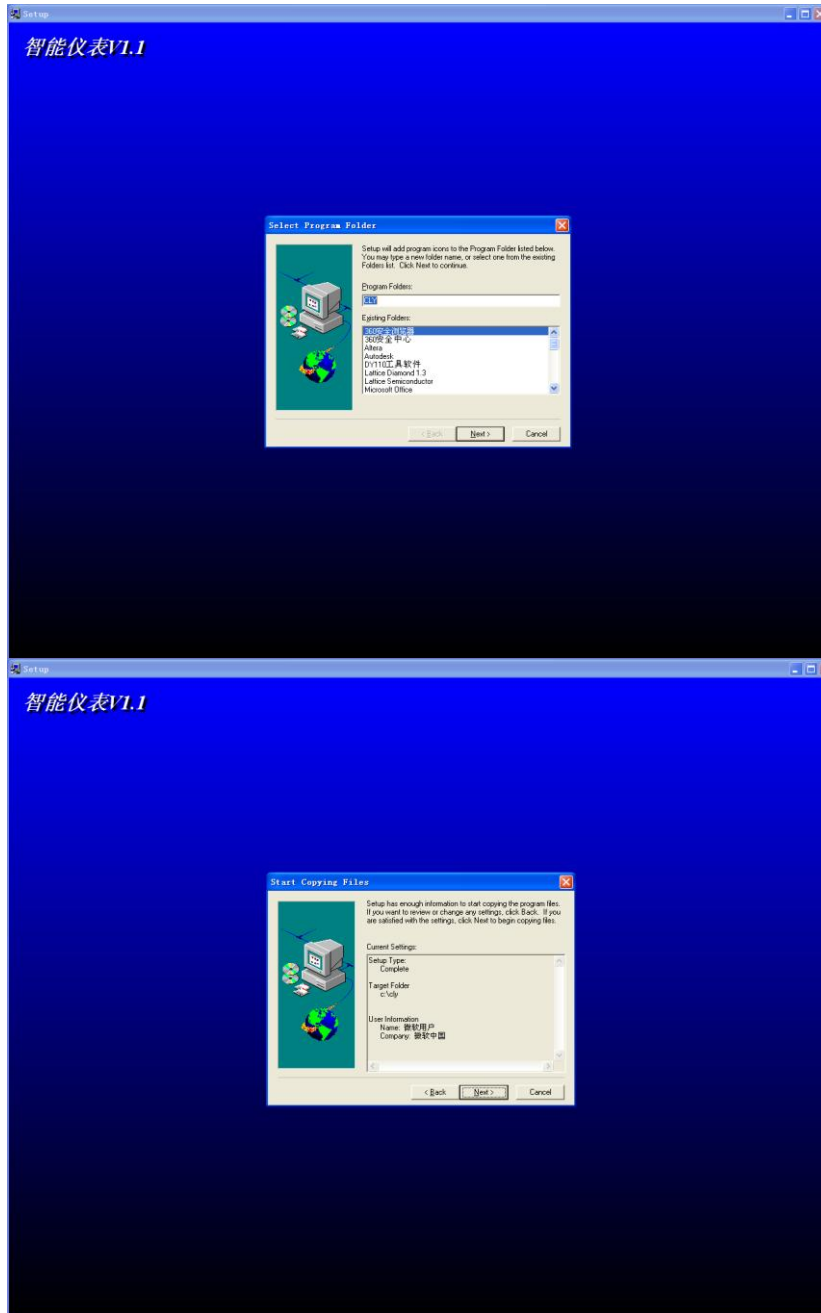 Setup
智能仪表V1.1
Select Program Folder
Setup will add program icons to the Program Folder listed below.
You may type a new folder name, or select one from the existing
Folders list. Click Next to continue.
Program Folders:
CLY
Existing Folders:
360安全浏览器
360安全中心
Altera
Autodesk
DY110工具软件
Lattice Diamond 1.3
Lattice Semiconductor
Microsoft Office
< Back
Next >
Cancel
Setup
智能仪表V1.1
Start Copying Files
Setup has enough information to start copying the program files.
If you want to review or change any settings, click Back. If you
are satisfied with the settings, click Next to begin copying files.
Current Settings:
Setup Type:
Complete
Target Folder
c:\cly
User Information
Name: 微软用户
Company: 微软中国
< Back
Next >
Cancel